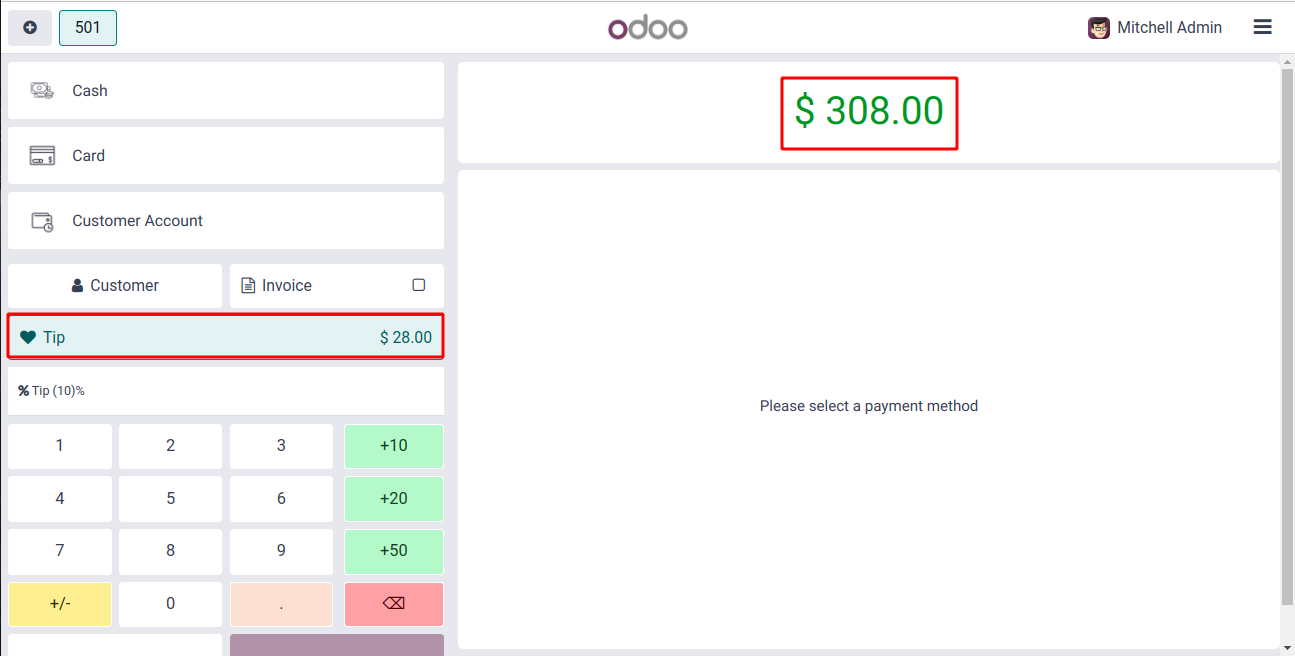 501
odoo
Mitchell Admin
Cash
Card
Customer Account
Customer
Invoice
Tip
$ 28.00
% Tip (10)%
1 2 3 +10
4 5 6 +20
7 8 9 +50
+/- 0 . ⌫
$ 308.00
Please select a payment method